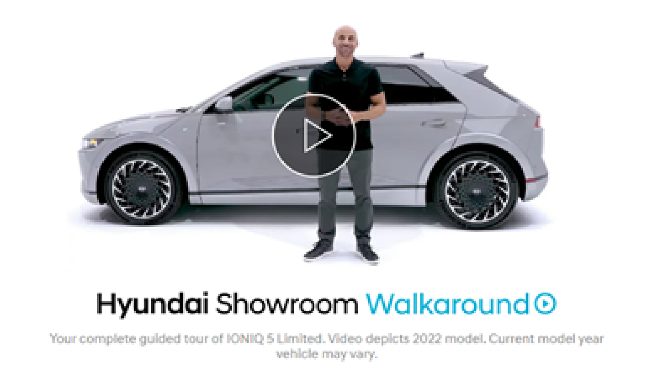 Hyundai Showroom Walkaround
Your complete guided tour of IONIQ 5 Limited. Video depicts 2022 model. Current model year
vehicle may vary.